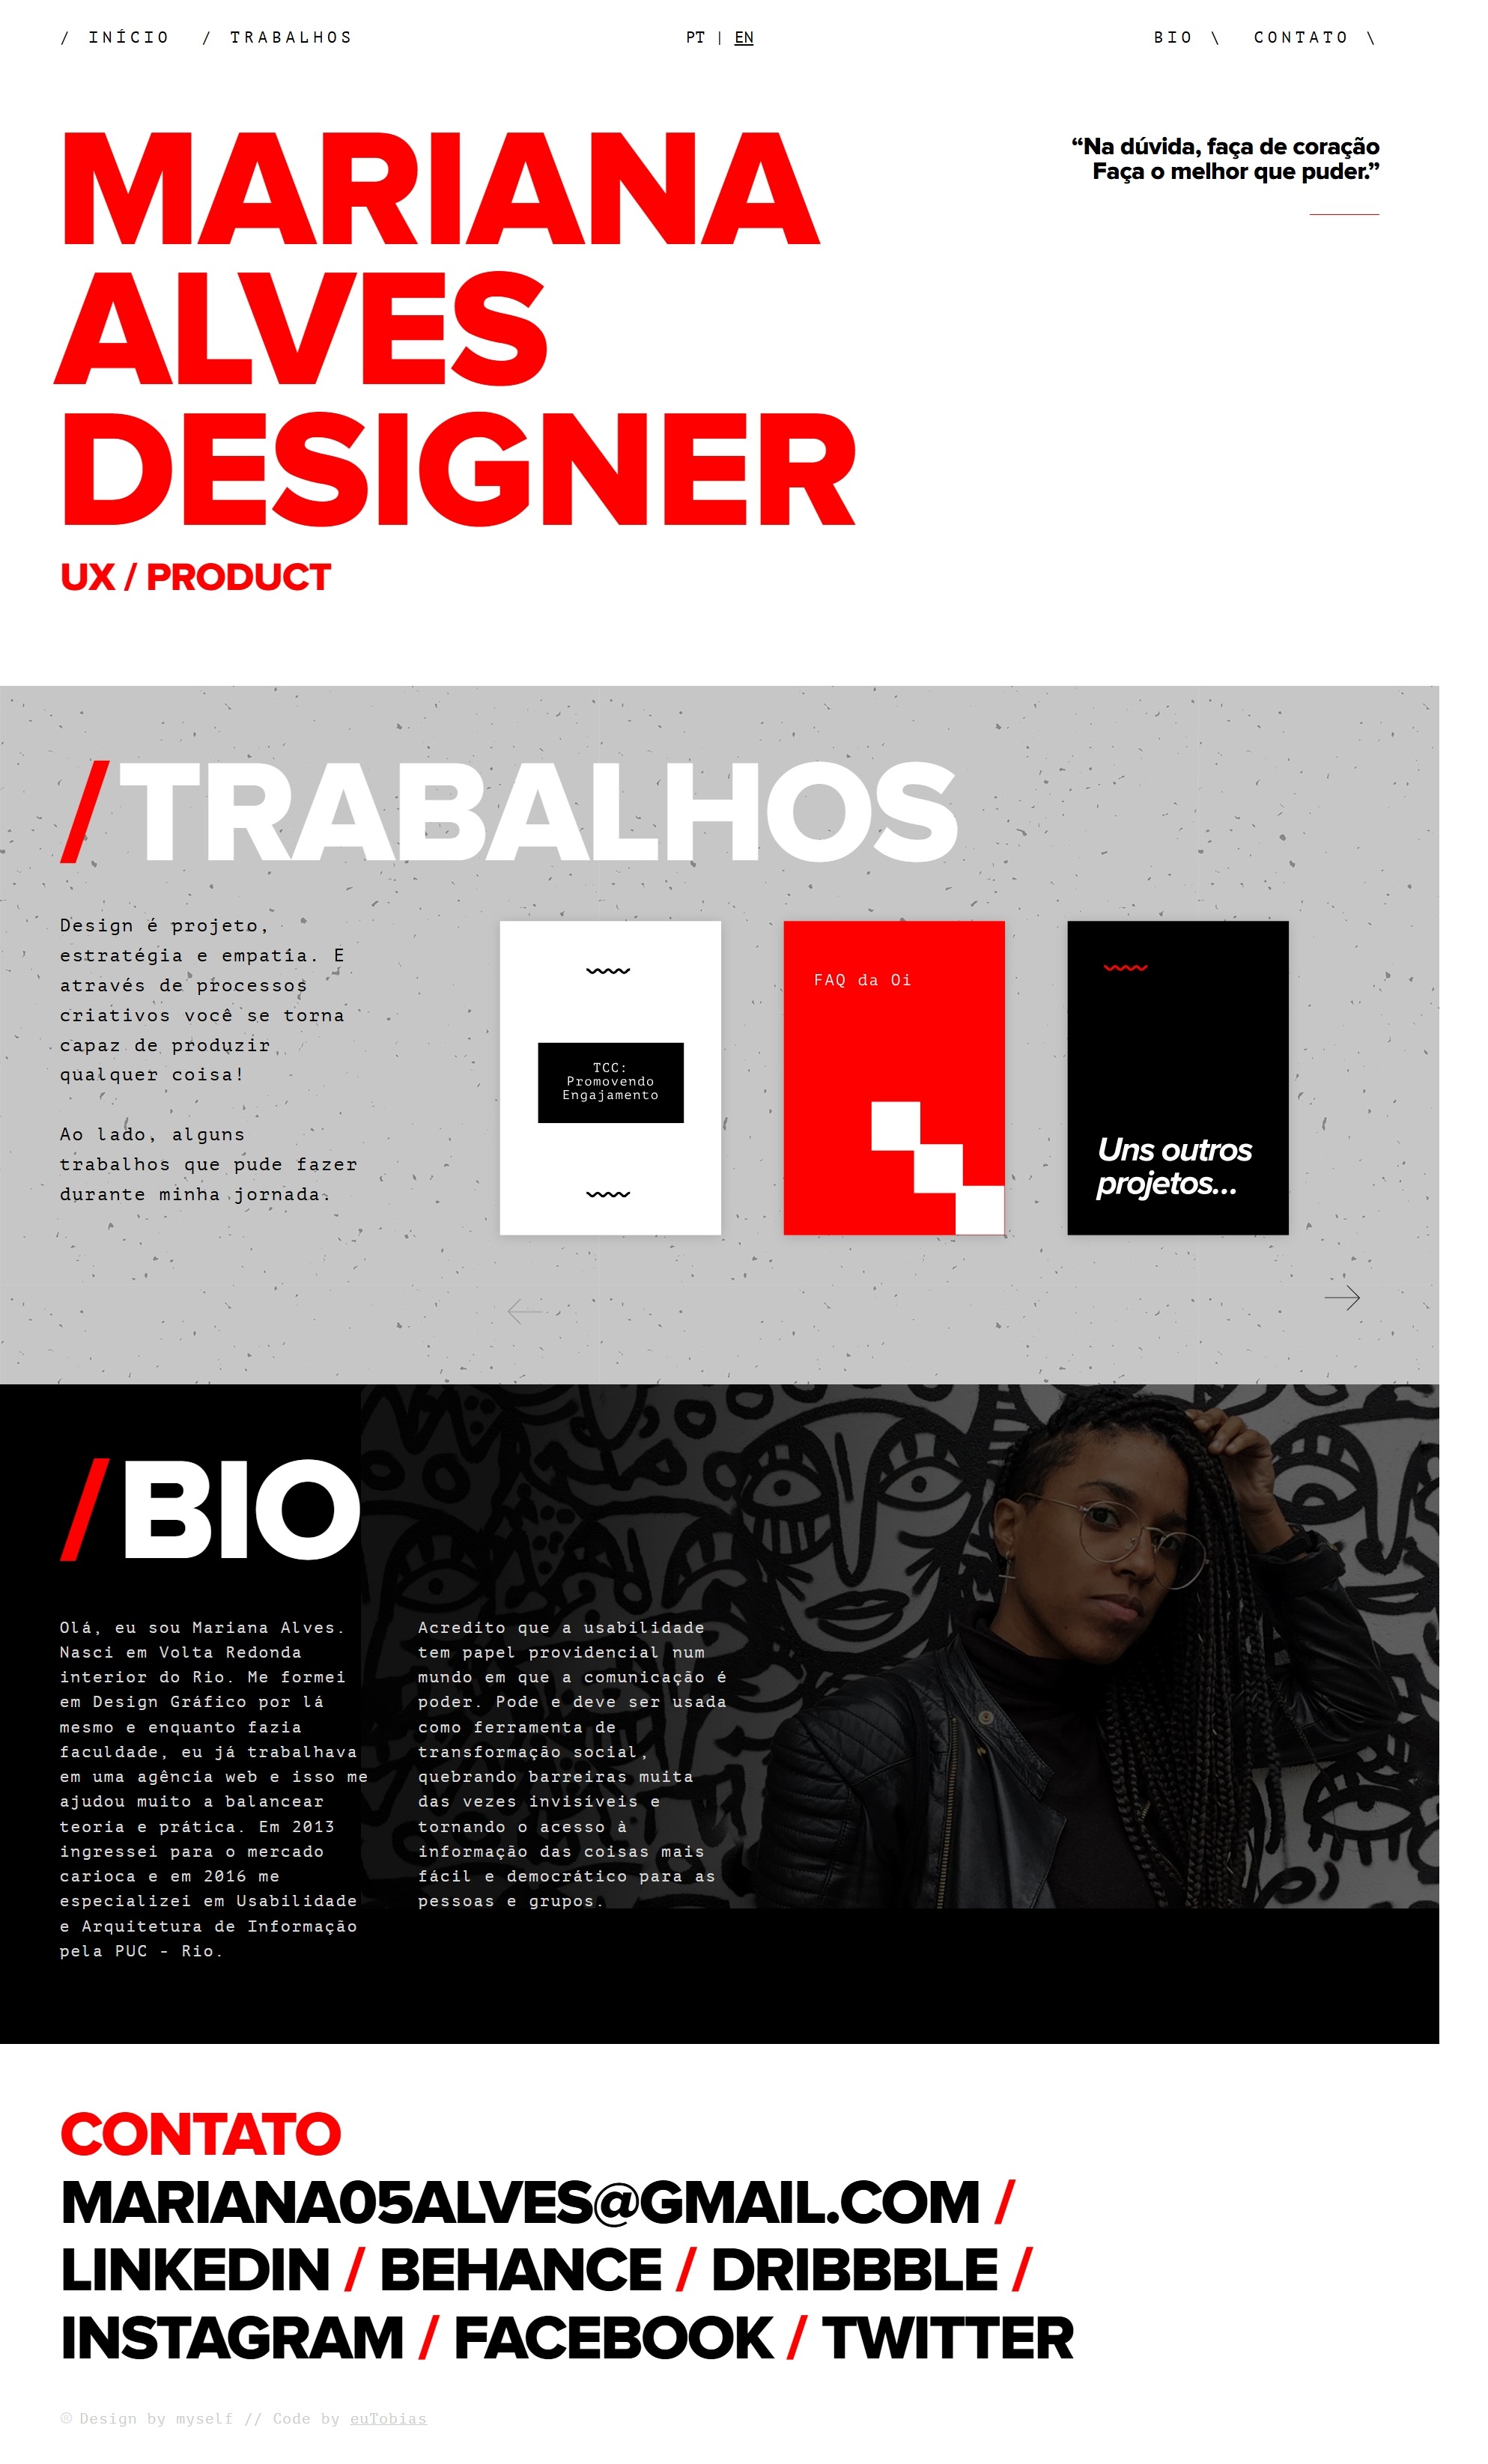 / INÍCIO / TRABALHOS
PT | EN
BIO \ CONTATO \
MARIANA
ALVES
DESIGNER
UX / PRODUCT
“Na dúvida, faça de coração
Faça o melhor que puder.”
/TRABALHOS
Design é projeto,
estratégia e empatia. E
através de processos
criativos você se torna
capaz de produzir
qualquer coisa!
Ao lado, alguns
trabalhos que pude fazer
durante minha jornada.
TCC:
Promovendo
Engajamento
FAQ da Oi
Uns outros
projetos...
/BIO
Olá, eu sou Mariana Alves.
Nasci em Volta Redonda
interior do Rio. Me formei
em Design Gráfico por lá
mesmo e enquanto fazia
faculdade, eu já trabalhava
em uma agência web e isso me
ajudou muito a balancear
teoria e prática. Em 2013
ingressei para o mercado
carioca e em 2016 me
especializei em Usabilidade
e Arquitetura de Informação
pela PUC - Rio.
Acredito que a usabilidade
tem papel providencial num
mundo em que a comunicação é
poder. Pode e deve ser usada
como ferramenta de
transformação social,
quebrando barreiras muita
das vezes invisíveis e
tornando o acesso à
informação das coisas mais
fácil e democrático para as
pessoas e grupos.
CONTATO
MARIANA05ALVES@GMAIL.COM /
LINKEDIN / BEHANCE / DRIBBBLE /
INSTAGRAM / FACEBOOK / TWITTER
® Design by myself // Code by euTobias